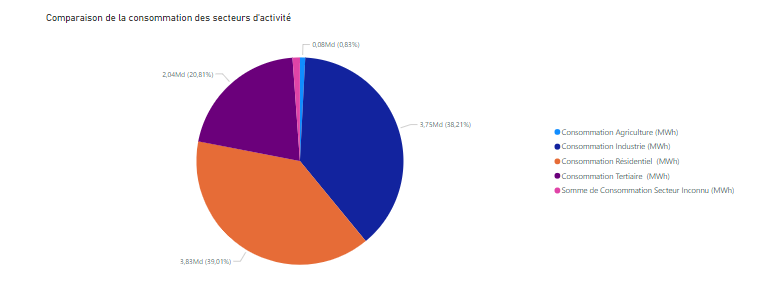 Comparaison de la consommation des secteurs d'activité
0,08Md (0,83%)
2,04Md (20,81%)
3,75Md (38,21%)
3,83Md (39,01%)
Consommation Agriculture (MWh)
Consommation Industrie (MWh)
Consommation Résidentiel (MWh)
Consommation Tertiaire (MWh)
Somme de Consommation Secteur Inconnu (MWh)